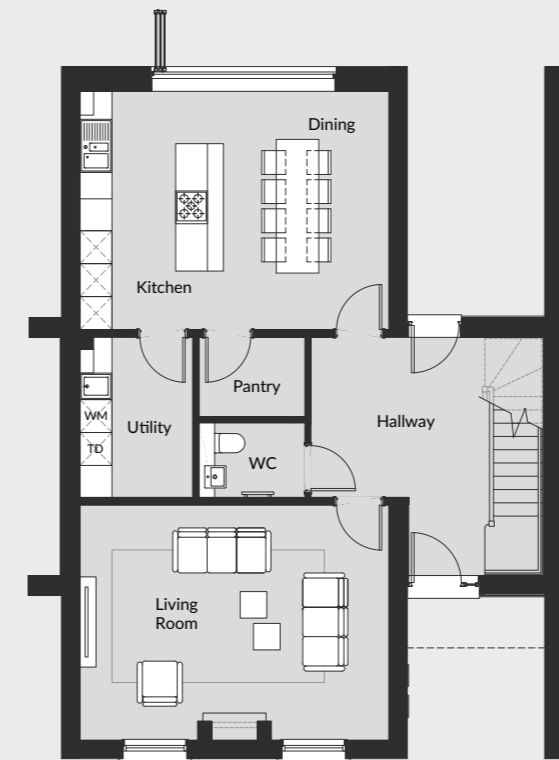 Dining
Kitchen
Pantry
WM
Utility
Hallway
TD
WC
Living
Room